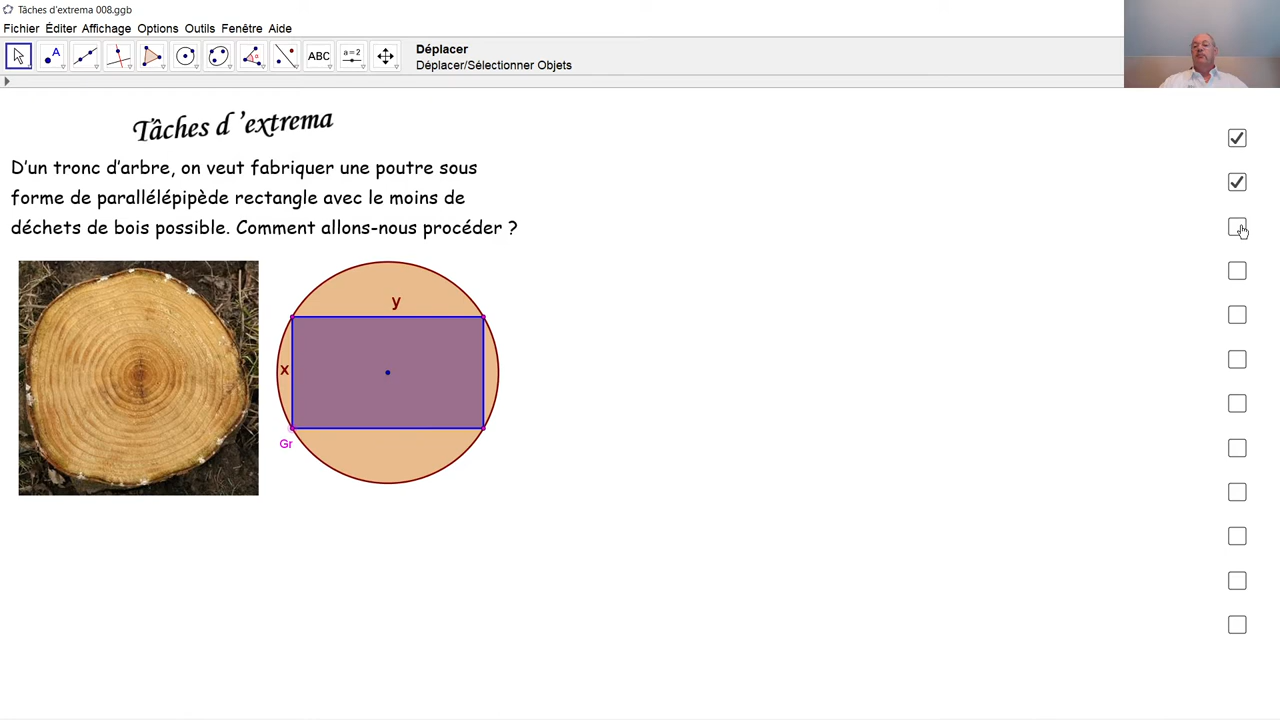 Tâches d'extrema 008.ggb
Fichier Éditer Affichage Options Outils Fenêtre Aide
A
ABC
a=2
Déplacer
Déplacer/Sélectionner Objets
Tâches d'extrema
D'un tronc d'arbre, on veut fabriquer une poutre sous
forme de parallélépipède rectangle avec le moins de
déchets de bois possible. Comment allons-nous procéder ?
y
x
Gr